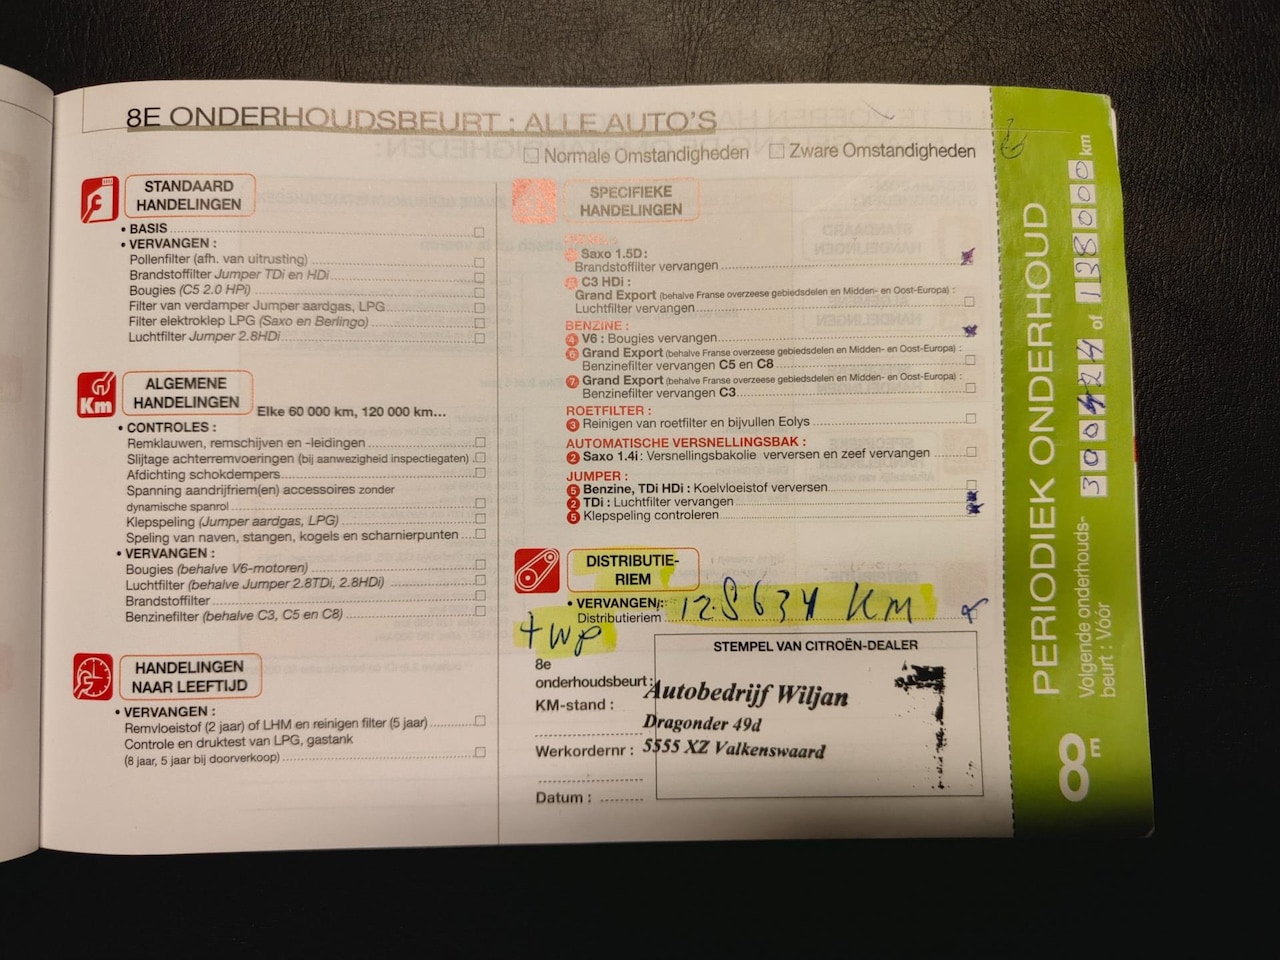 8E ONDERHOUDSBEURT : ALLE AUTO'S
Normale Omstandigheden Zware Omstandigheden
STANDAARD
HANDELINGEN
• BASIS
• VERVANGEN :
Pollenfilter (afh. van uitrusting)
Brandstoffilter Jumper TDi en HDi
Bougies (C5 2.0 HPi)
Filter van verdamper Jumper aardgas, LPG
Filter elektroklep LPG (Saxo en Berlingo)
Luchtfilter Jumper 2.8HDi
Km
ALGEMENE
HANDELINGEN
Elke 60 000 km, 120 000 km...
• CONTROLES :
Remklauwen, remschijven en -leidingen
Slijtage achterremvoeringen (bij aanwezigheid inspectiegaten)
Afdichting schokdempers
Spanning aandrijfriem(en) accessoires zonder
dynamische spanrol
Klepspeling (Jumper aardgas, LPG)
Speling van naven, stangen, kogels en scharnierpunten
• VERVANGEN :
Bougies (behalve V6-motoren)
Luchtfilter (behalve Jumper 2.8TDi, 2.8HDi)
Brandstoffilter
Benzinefilter (behalve C3, C5 en C8)
HANDELINGEN
NAAR LEEFTIJD
• VERVANGEN :
Remvloeistof (2 jaar) of LHM en reinigen filter (5 jaar)
Controle en druktest van LPG, gastank
(8 jaar, 5 jaar bij doorverkoop)
SPECIFIEKE
HANDELINGEN
Saxo 1.5D :
Brandstoffilter vervangen
C3 HDi :
Grand Export (behalve Franse overzeese gebiedsdelen en Midden- en Oost-Europa) :
Luchtfilter vervangen
BENZINE :
4 V6 : Bougies vervangen
6 Grand Export (behalve Franse overzeese gebiedsdelen en Midden- en Oost-Europa) :
Benzinefilter vervangen C5 en C8
7 Grand Export (behalve Franse overzeese gebiedsdelen en Midden- en Oost-Europa) :
Benzinefilter vervangen C3
ROETFILTER :
3 Reinigen van roetfilter en bijvullen Eolys
AUTOMATISCHE VERSNELLINGSBAK :
2 Saxo 1.4i : Versnellingsbakolie verversen en zeef vervangen
JUMPER :
5 Benzine, TDi HDi : Koelvloeistof verversen
2 TDi : Luchtfilter vervangen
5 Klepspeling controleren
DISTRIBUTIE-
RIEM
• VERVANGEN : 128634 KM
Distributieriem
+ wp
8e
onderhoudsbeurt :
KM-stand :
Werkordernr :
Datum :
STEMPEL VAN CITROËN-DEALER
Autobedrijf Wiljan
Dragonder 49d
5555 XZ Valkenswaard
8E PERIODIEK ONDERHOUD
Volgende onderhouds-
beurt : Vóór
of 138000 km